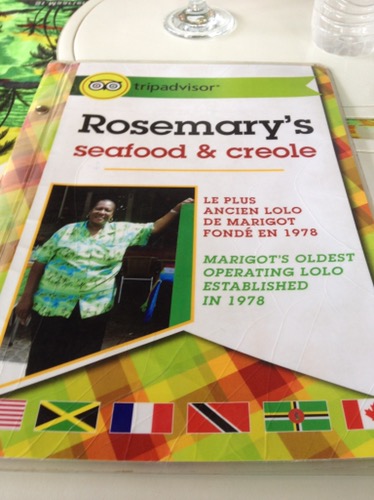 tripadvisor
Rosemary's
seafood & creole
LE PLUS
ANCIEN LOLO
DE MARIGOT
FONDÉ EN 1978
MARIGOT'S OLDEST
OPERATING LOLO
ESTABLISHED
IN 1978